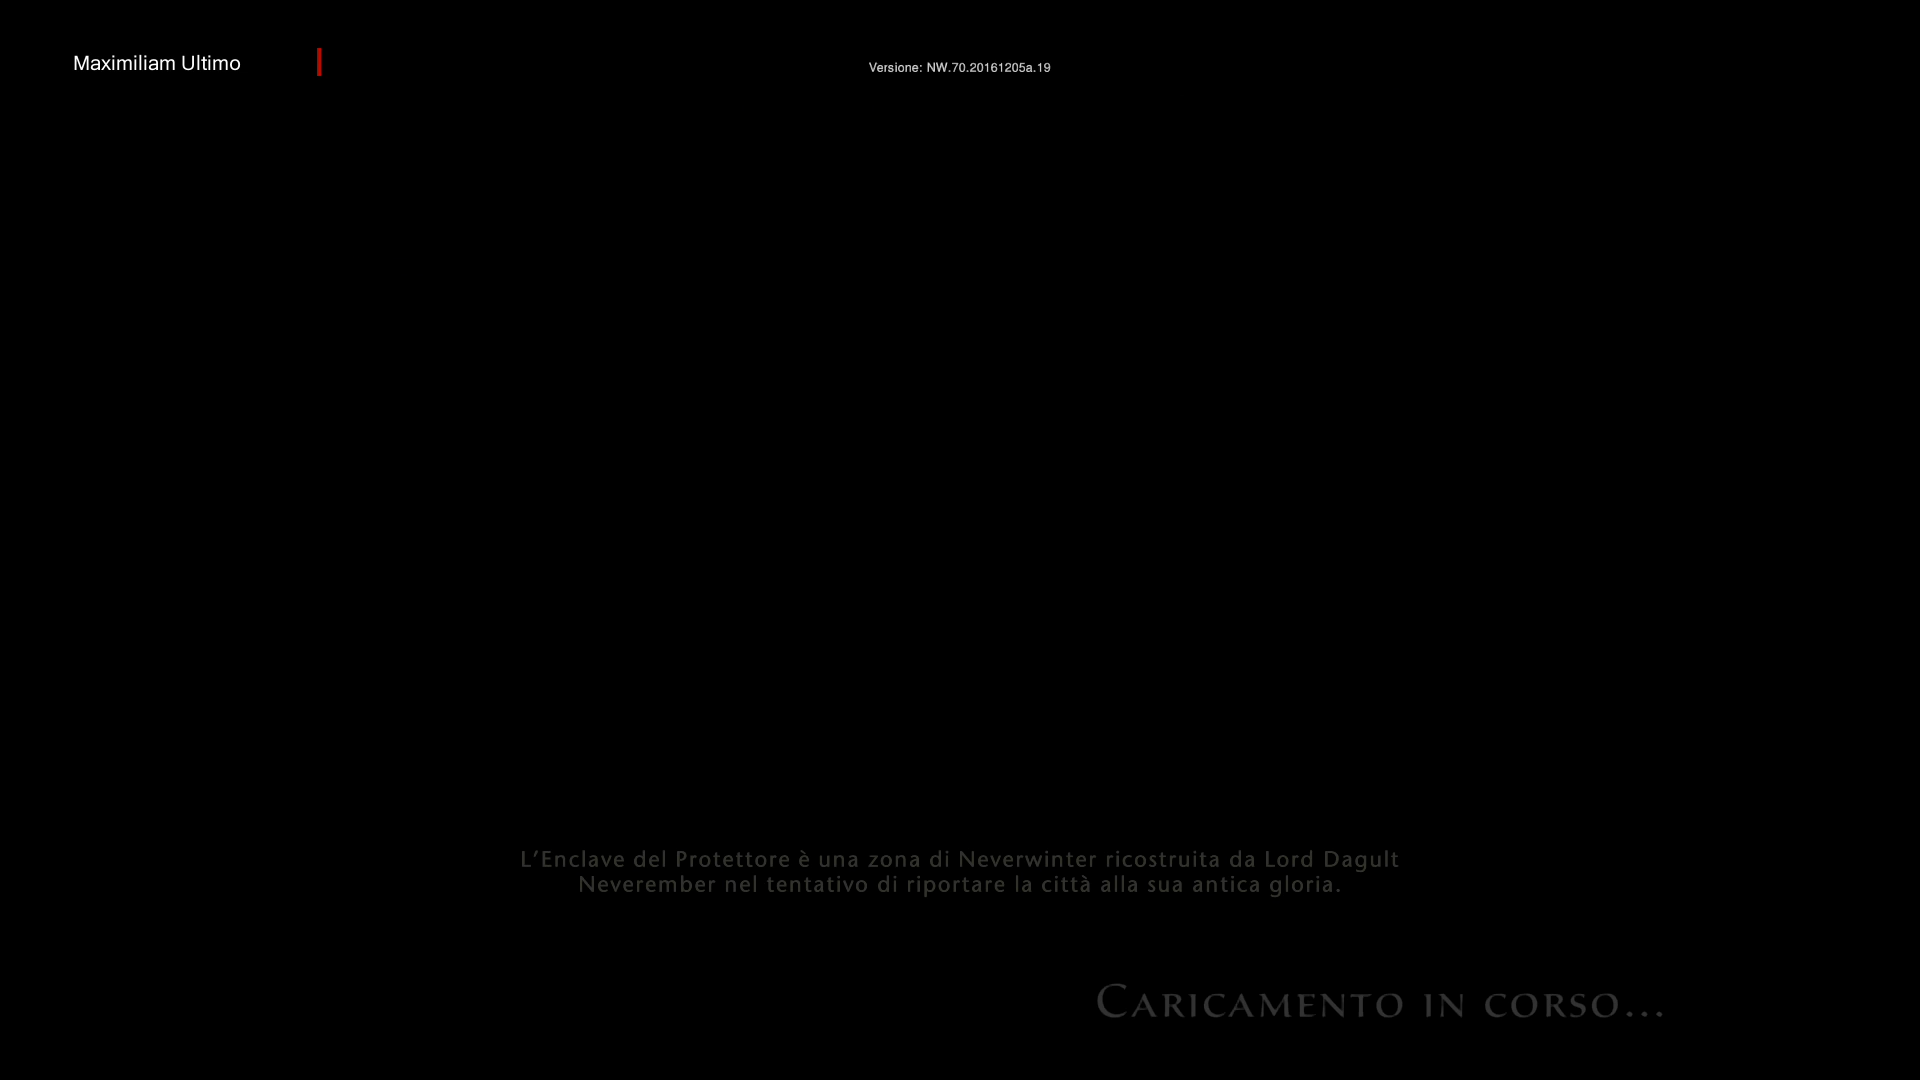 Maximiliam Ultimo
Versione: NW.70.20161205a.19
L’Enclave del Protettore è una zona di Neverwinter ricostruita da Lord Dagult
Neverember nel tentativo di riportare la città alla sua antica gloria.
Caricamento in corso...